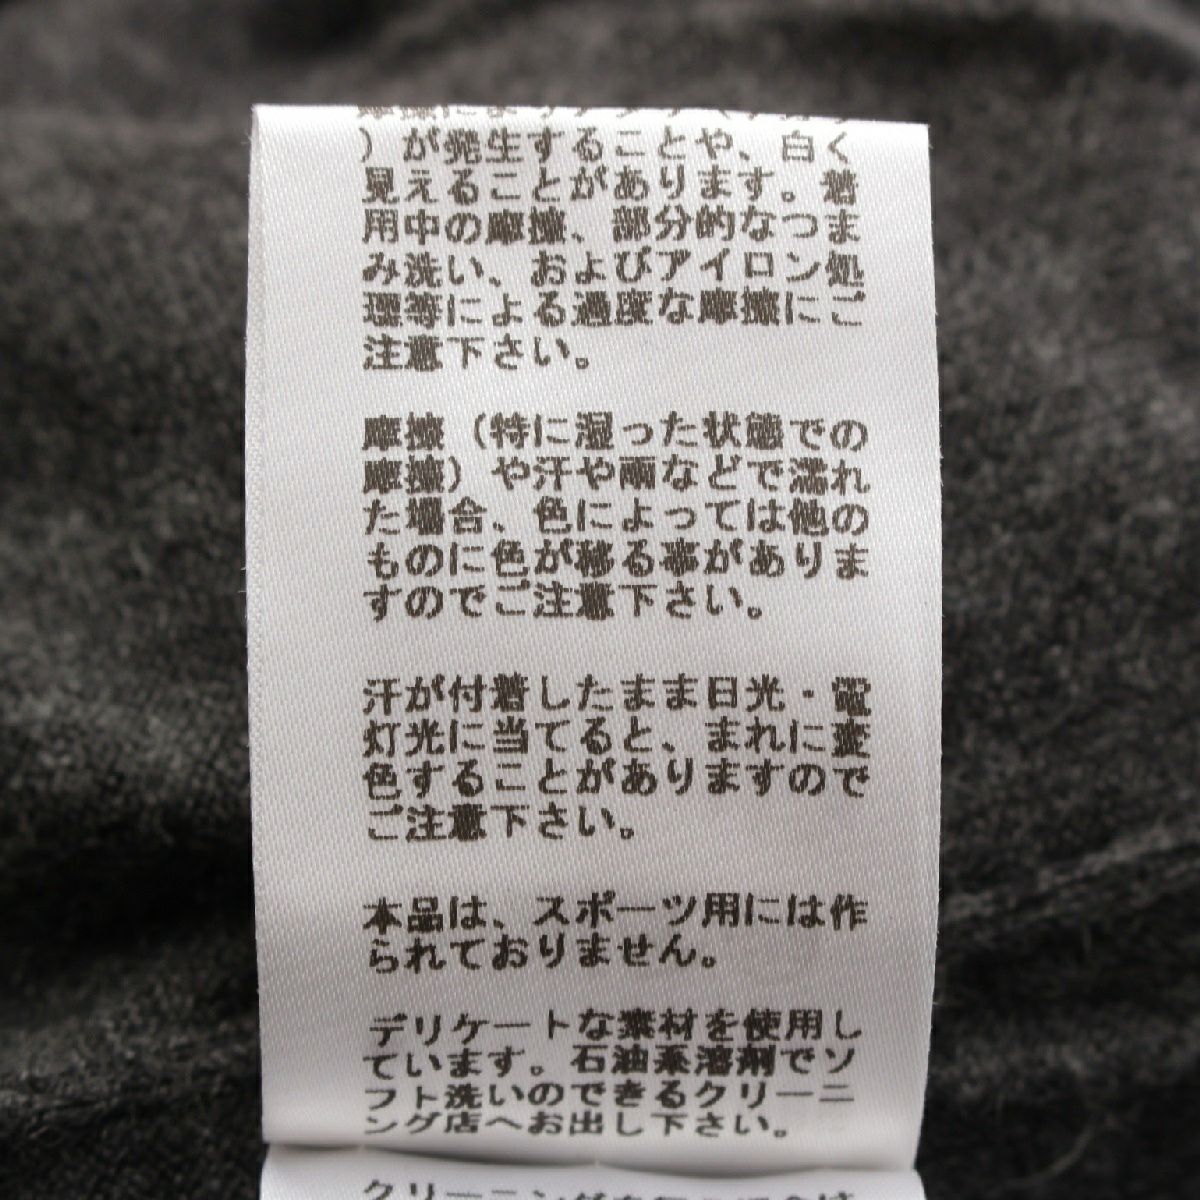 ）が発生することや、白く
見えることがあります。着
用中の摩擦、部分的なつま
み洗い、およびアイロン処
理等による過度な摩擦にご
注意下さい。
摩擦（特に湿った状態での
摩擦）や汗や雨などで濡れ
た場合、色によっては他の
ものに色が移る事がありま
すのでご注意下さい。
汗が付着したまま日光・電
灯光に当てると、まれに変
色することがありますので
ご注意下さい。
本品は、スポーツ用には作
られておりません。
デリケートな素材を使用し
ています。石油系溶剤でソ
フト洗いのできるクリーニ
ング店へお出し下さい。